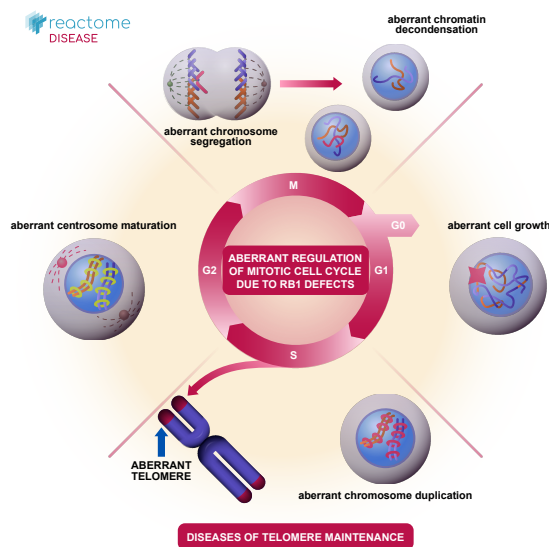 reactome
DISEASE
aberrant chromatin
decondensation
aberrant chromosome
segregation
M
G0
aberrant centrosome maturation
aberrant cell growth
G2
ABERRANT REGULATION
OF MITOTIC CELL CYCLE
DUE TO RB1 DEFECTS
G1
S
ABERRANT
TELOMERE
aberrant chromosome duplication
DISEASES OF TELOMERE MAINTENANCE